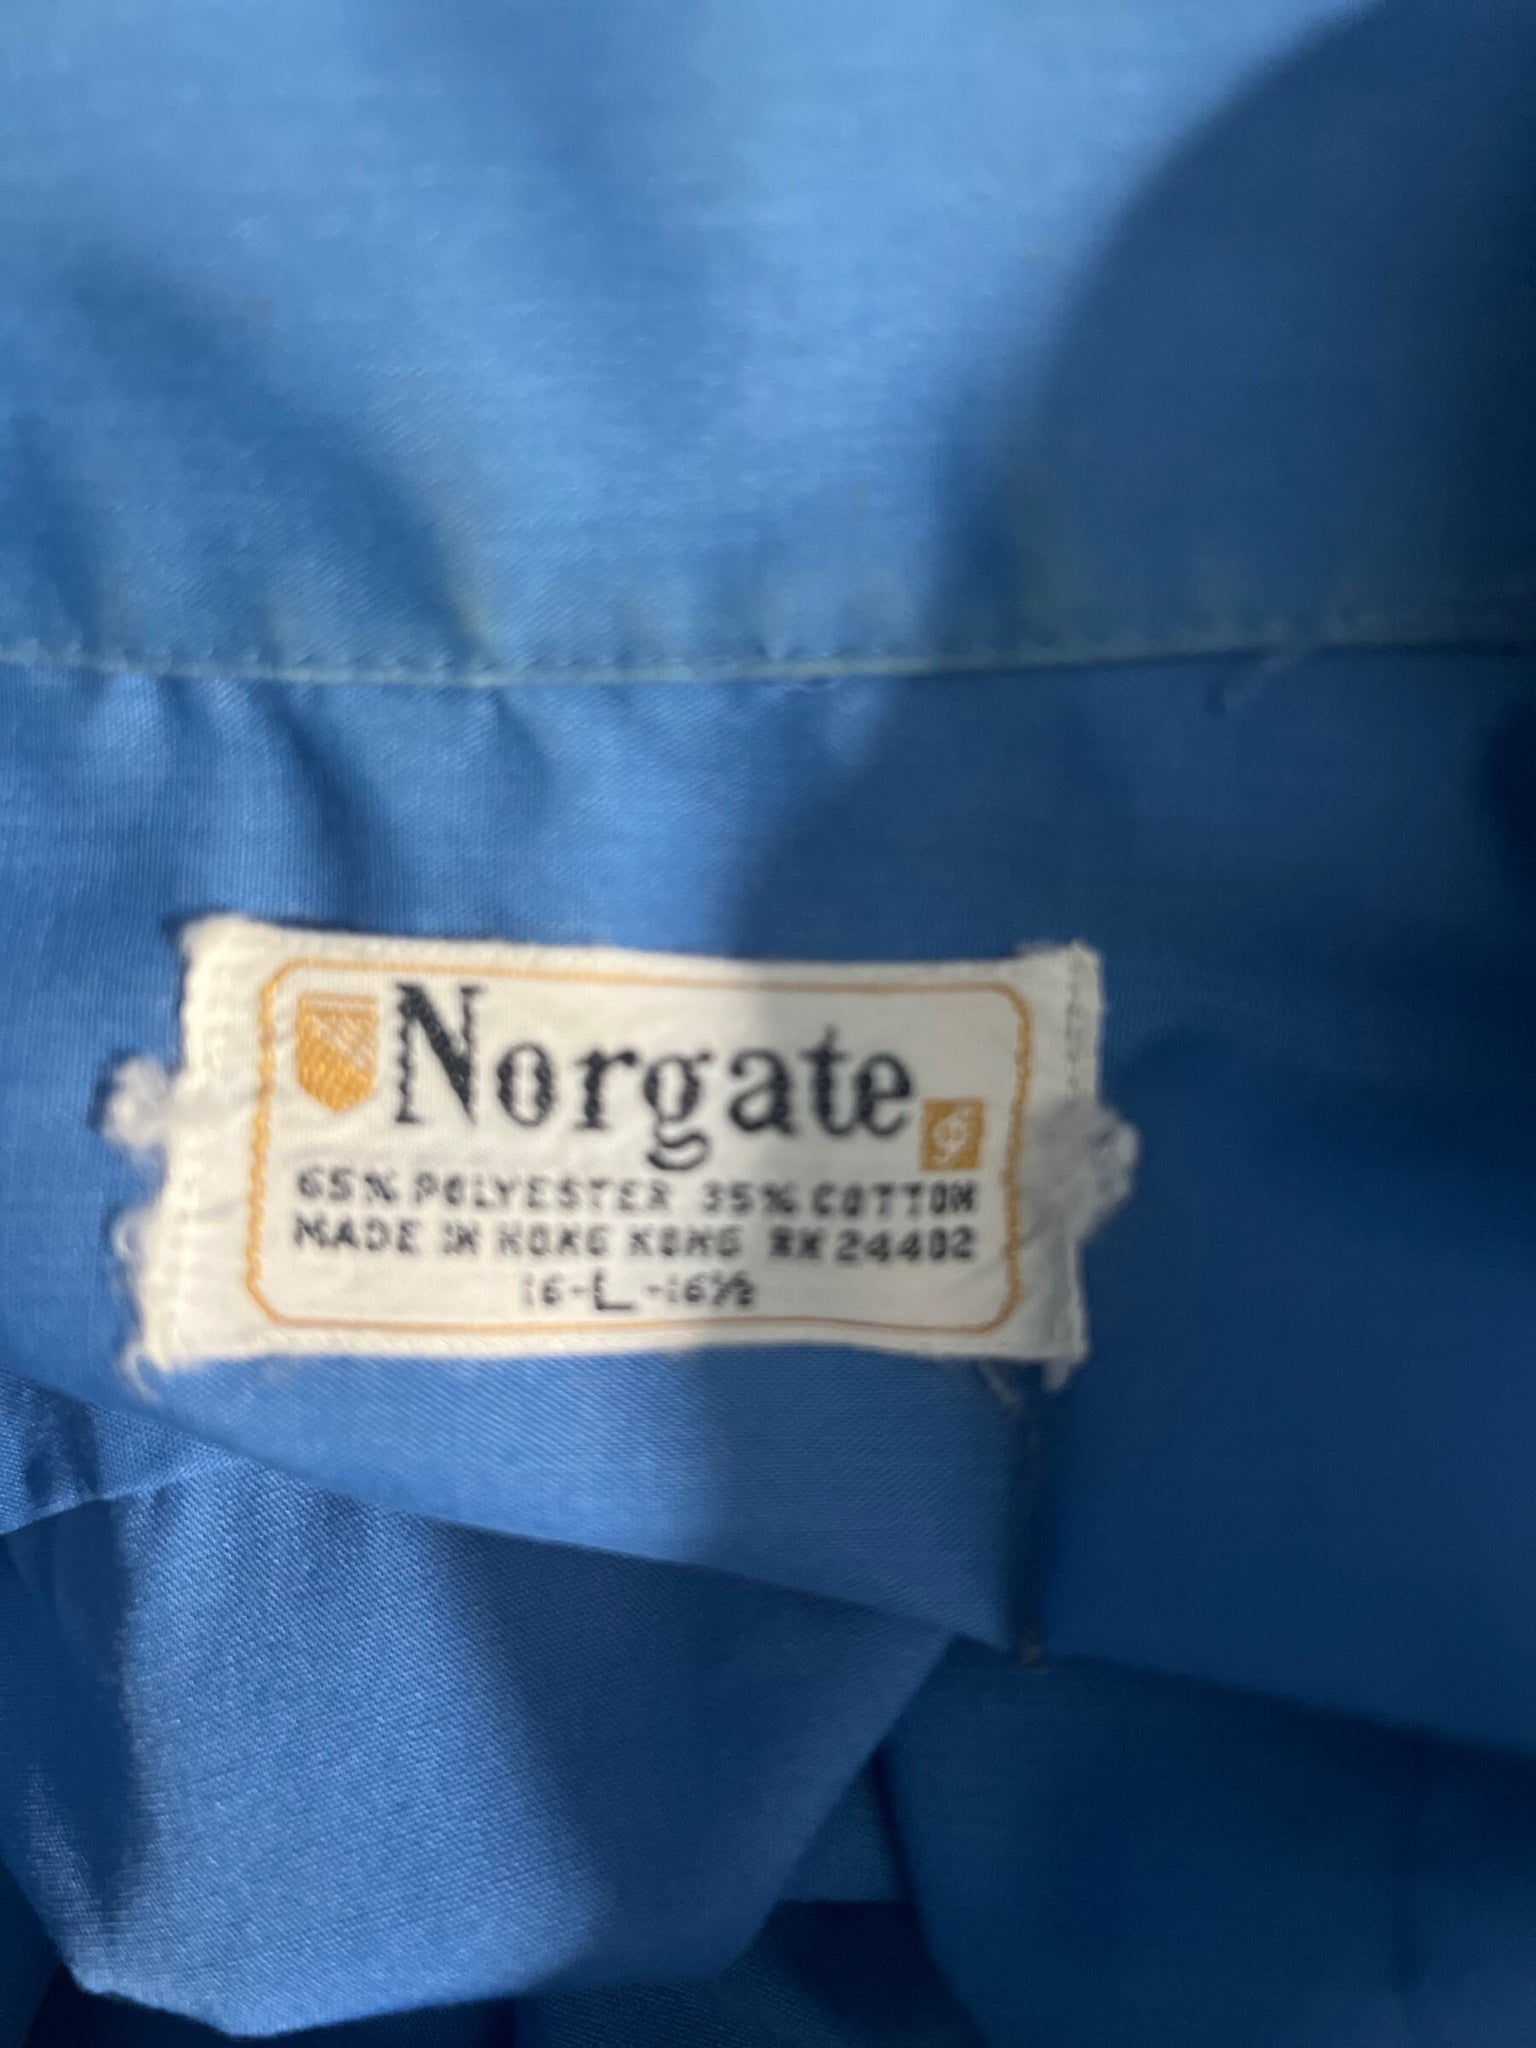 Norgate
65% POLYESTER 35% COTTON
MADE IN HONG KONG RN 24402
16-L-16½